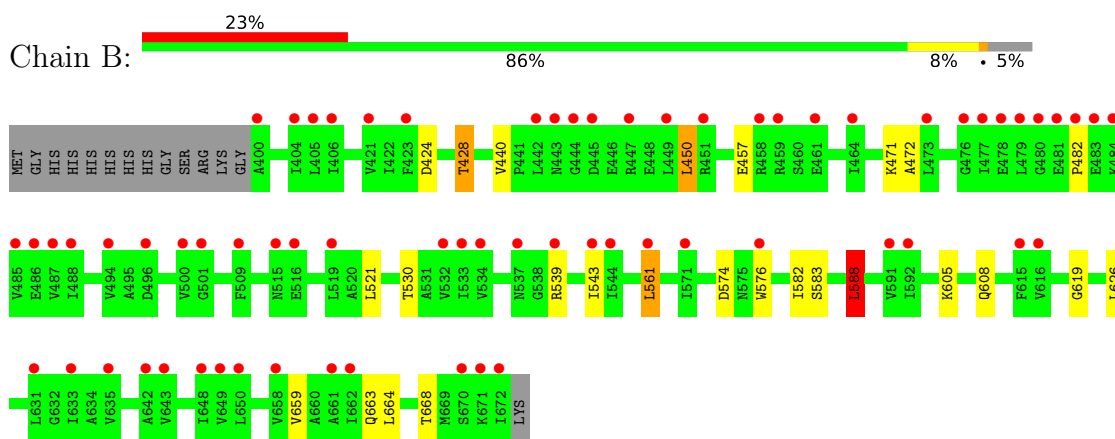 23%
Chain B:
86% 8% • 5%
MET GLY HIS HIS HIS HIS HIS HIS GLY SER ARG LYS GLY A400 I404 L405 I406 V421 I422 F423 D424 T428 V440 P441 L442 N443 G444 D445 E446 R447 E448 L449 L450 R451 E457 R458 R459 S460 E461 I464 K471 A472 L473 G476 I477 E478 L479 G480 E481 P482 E483 K484
V485 E486 V487 I488 V494 A495 D496 V500 G501 F509 N515 E516 L519 A520 L521 T530 A531 V532 I533 V534 N537 G538 R539 I543 I544 L561 I571 D574 N575 W576 I582 S583 L588 V591 I592 K605 Q608 F615 V616 G619 L626
L631 G632 I633 A634 V635 A642 V643 I648 V649 L650 V658 V659 A660 A661 I662 Q663 L664 T668 M669 S670 K671 I672 LYS